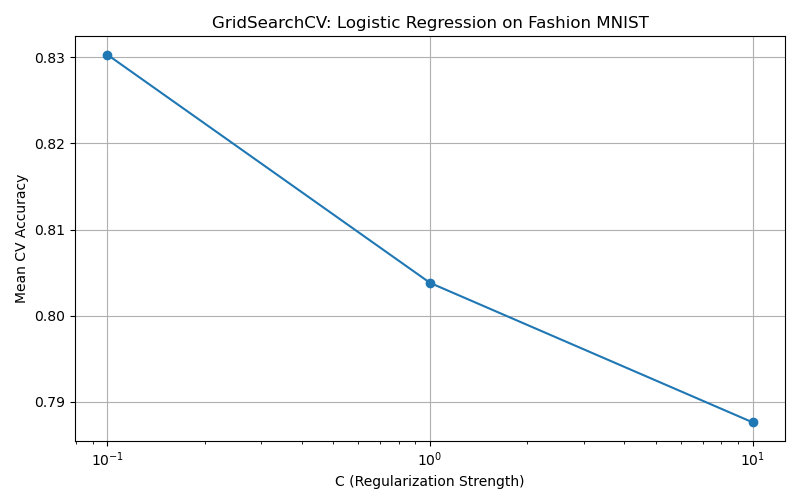 GridSearchCV: Logistic Regression on Fashion MNIST
0.83
0.82
0.81
0.80
0.79
Mean CV Accuracy
10⁻¹
10⁰
10¹
C (Regularization Strength)